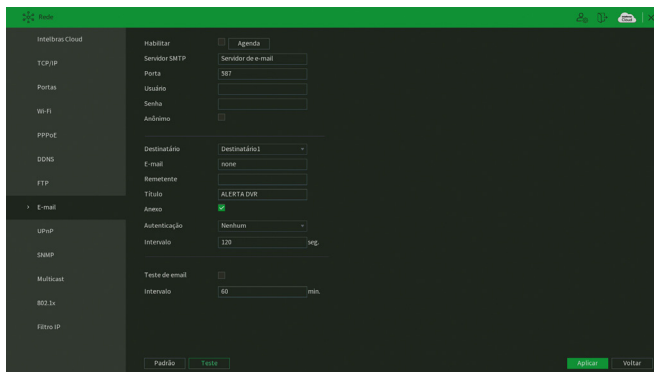 Rede
Cloud
Intelbras Cloud
TCP/IP
Portas
Wi-Fi
PPPoE
DDNS
FTP
E-mail
UPnP
SNMP
Multicast
802.1x
Filtro IP
Habilitar Agenda
Servidor SMTP Servidor de e-mail
Porta 587
Usuário
Senha
Anônimo
Destinatário Destinatário1
E-mail none
Remetente
Título ALERTA DVR
Anexo
Autenticação Nenhum
Intervalo 120 seg.
Teste de email
Intervalo 60 min.
Padrão Teste Aplicar Voltar